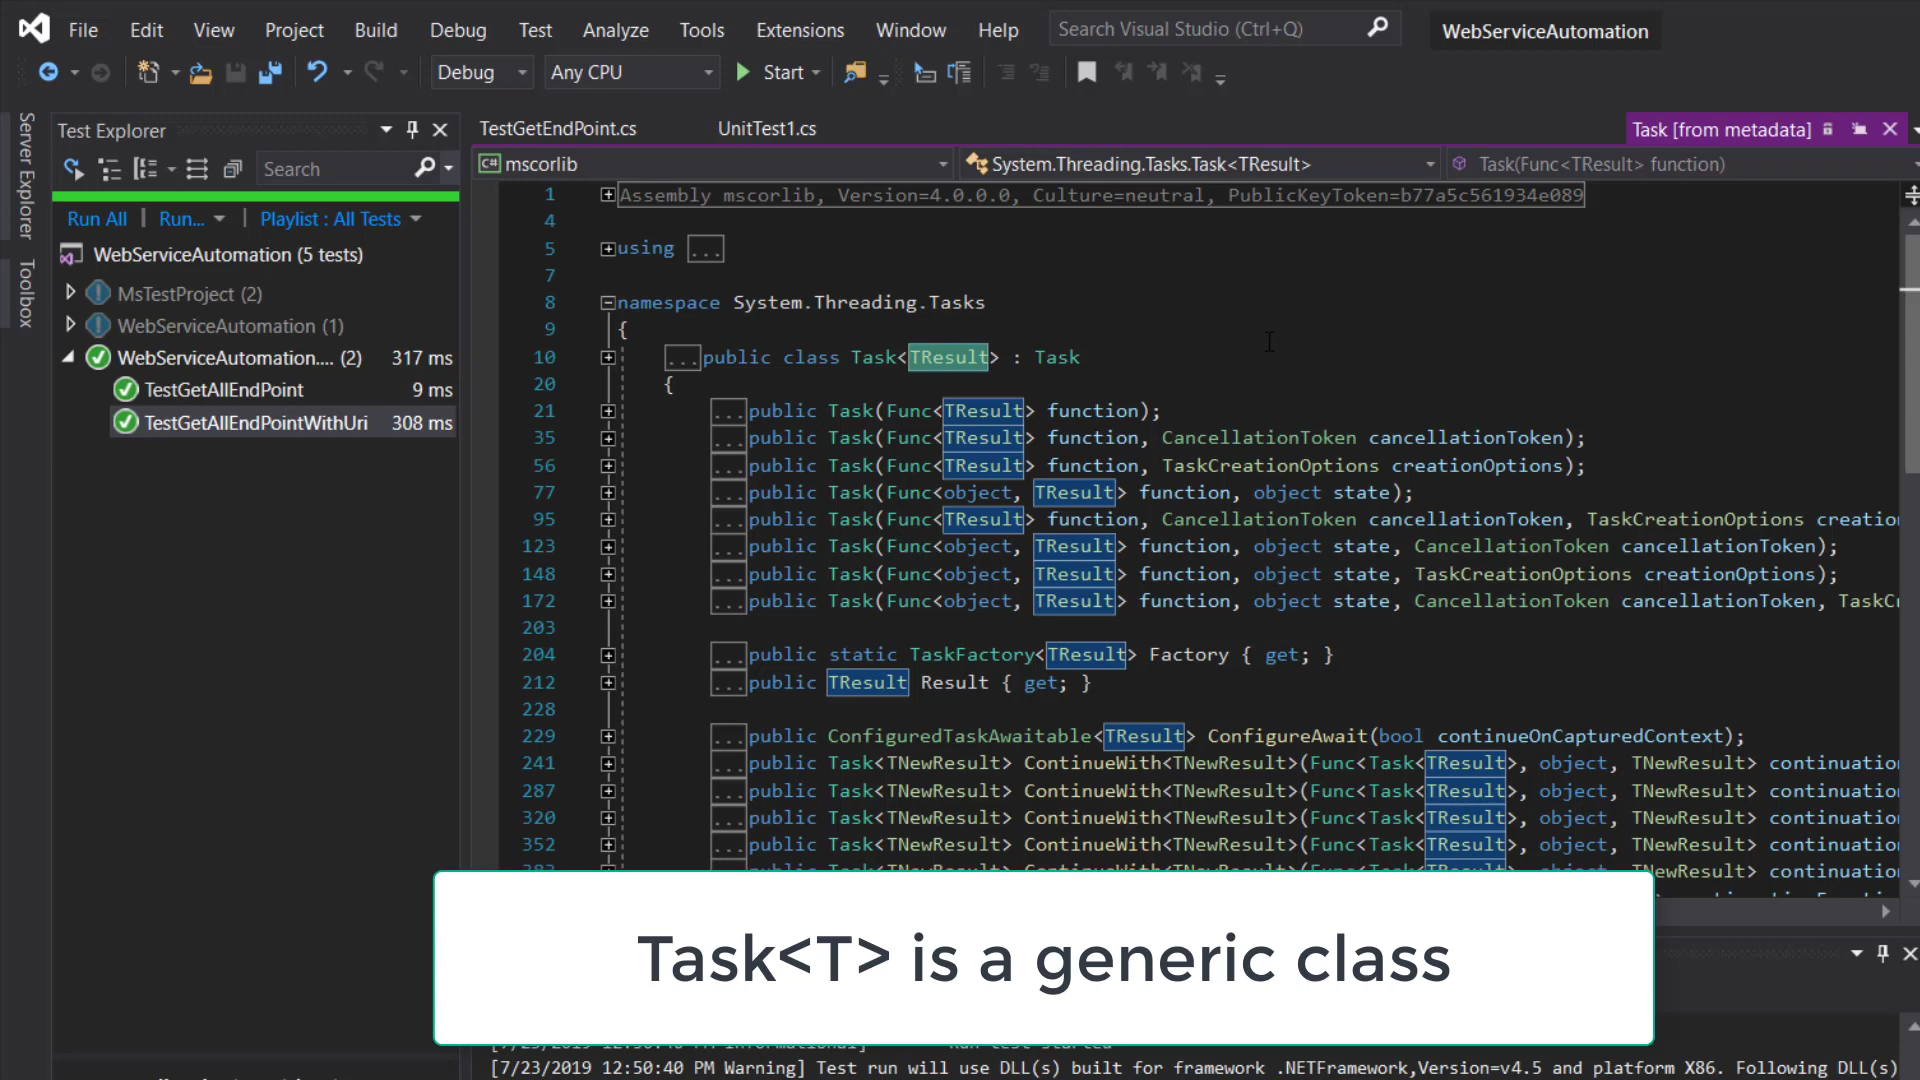 File Edit View Project Build Debug Test Analyze Tools Extensions Window Help Search Visual Studio (Ctrl+Q) WebServiceAutomation
Debug Any CPU Start
Server Explorer
Toolbox
Test Explorer
Search
Run All | Run... | Playlist : All Tests
WebServiceAutomation (5 tests)
MsTestProject (2)
WebServiceAutomation (1)
WebServiceAutomation.... (2) 317 ms
TestGetAllEndPoint 9 ms
TestGetAllEndPointWithUri 308 ms
TestGetEndPoint.cs UnitTest1.cs Task [from metadata]
C# mscorlib System.Threading.Tasks.Task<TResult> Task(Func<TResult> function)
1 Assembly mscorlib, Version=4.0.0.0, Culture=neutral, PublicKeyToken=b77a5c561934e089
4
5 using ...
7
8 namespace System.Threading.Tasks
9 {
10 ...public class Task<TResult> : Task
20 {
21 ...public Task(Func<TResult> function);
35 ...public Task(Func<TResult> function, CancellationToken cancellationToken);
56 ...public Task(Func<TResult> function, TaskCreationOptions creationOptions);
77 ...public Task(Func<object, TResult> function, object state);
95 ...public Task(Func<TResult> function, CancellationToken cancellationToken, TaskCreationOptions creatio
123 ...public Task(Func<object, TResult> function, object state, CancellationToken cancellationToken);
148 ...public Task(Func<object, TResult> function, object state, TaskCreationOptions creationOptions);
172 ...public Task(Func<object, TResult> function, object state, CancellationToken cancellationToken, TaskC
203
204 ...public static TaskFactory<TResult> Factory { get; }
212 ...public TResult Result { get; }
228
229 ...public ConfiguredTaskAwaitable<TResult> ConfigureAwait(bool continueOnCapturedContext);
241 ...public Task<TNewResult> ContinueWith<TNewResult>(Func<Task<TResult>, object, TNewResult> continuatio
287 ...public Task<TNewResult> ContinueWith<TNewResult>(Func<Task<TResult>, object, TNewResult> continuatio
320 ...public Task<TNewResult> ContinueWith<TNewResult>(Func<Task<TResult>, object, TNewResult> continuatio
352 ...public Task<TNewResult> ContinueWith<TNewResult>(Func<Task<TResult>, object, TNewResult> continuatio
Task<T> is a generic class
[7/23/2019 12:50:40 PM Warning] Test run will use DLL(s) built for framework .NETFramework,Version=v4.5 and platform X86. Following DLL(s)